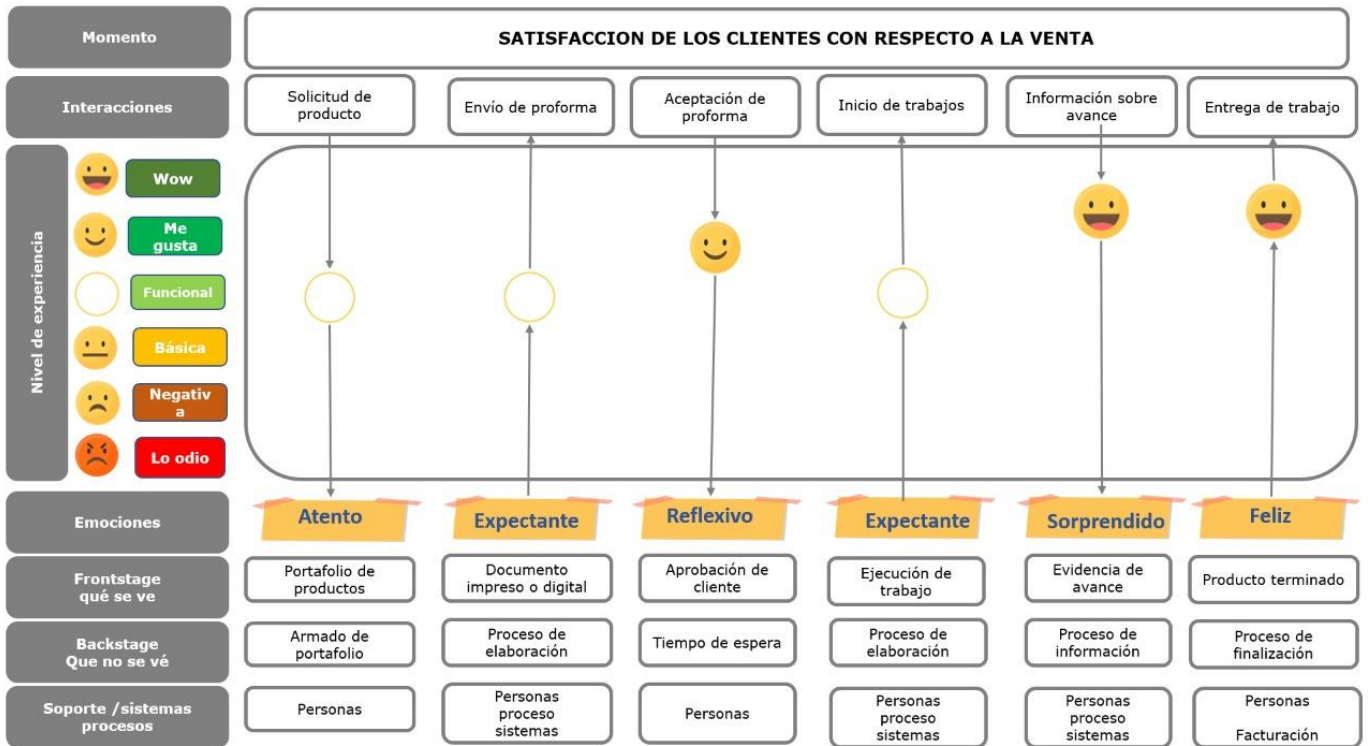 Momento
SATISFACCION DE LOS CLIENTES CON RESPECTO A LA VENTA
Interacciones
Solicitud de
producto
Envío de proforma
Aceptación de
proforma
Inicio de trabajos
Información sobre
avance
Entrega de trabajo
Nivel de experiencia
Wow
Me
gusta
Funcional
Básica
Negativ
a
Lo odio
Emociones
Atento
Expectante
Reflexivo
Expectante
Sorprendido
Feliz
Frontstage
qué se ve
Portafolio de
productos
Documento
impreso o digital
Aprobación de
cliente
Ejecución de
trabajo
Evidencia de
avance
Producto terminado
Backstage
Que no se vé
Armado de
portafolio
Proceso de
elaboración
Tiempo de espera
Proceso de
elaboración
Proceso de
información
Proceso de
finalización
Soporte /sistemas
procesos
Personas
Personas
proceso
sistemas
Personas
Personas
proceso
sistemas
Personas
proceso
sistemas
Personas
Facturación